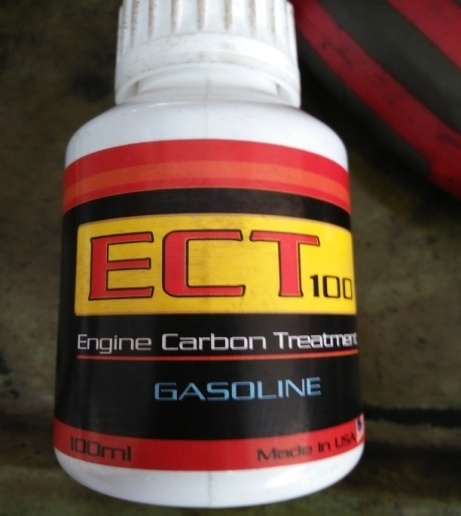 ECT100
Engine Carbon Treatment
GASOLINE
100ml Made In USA